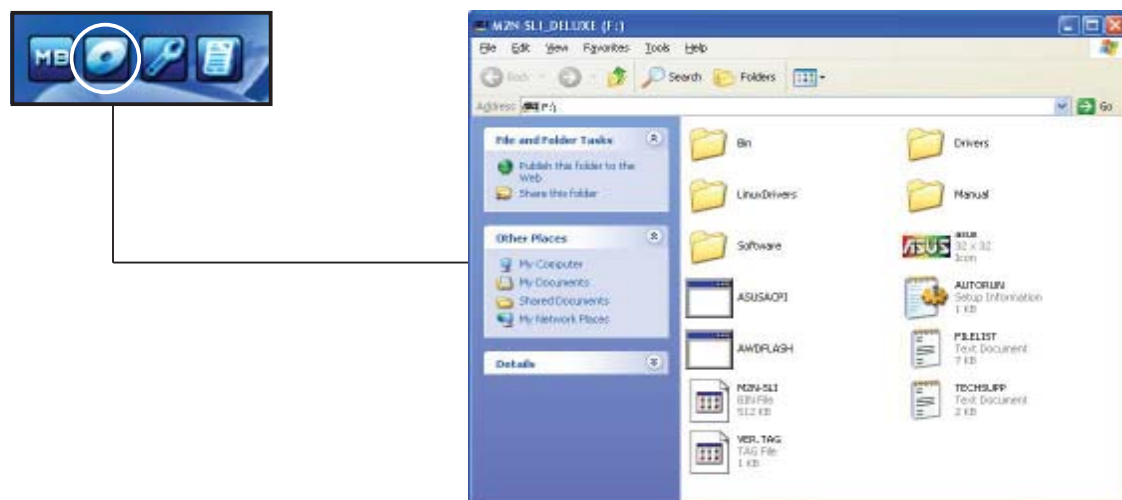 MB
M2N-SLI_DELUXE (F:)
File Edit View Favorites Tools Help
Back Search Folders
Address F:\ Go
File and Folder Tasks
Publish this folder to the
Web
Share this folder
Other Places
My Computer
My Documents
Shared Documents
My Network Places
Details
Bin
Drivers
LinuxDrivers
Manual
Software
ASUS
asus
32 x 32
Icon
ASUSACPI
AUTORUN
Setup Information
1 KB
AWDFLASH
FILELIST
Text Document
7 KB
M2N-SLI
BIN File
512 KB
TECHSUPP
Text Document
2 KB
VER.TAG
TAG File
1 KB